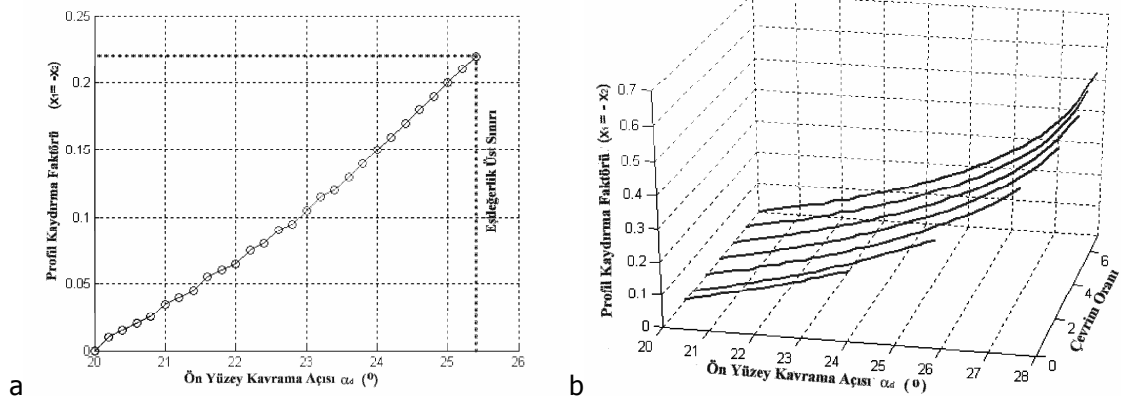 0.25
0.2
0.15
0.1
0.05
0
20 21 22 23 24 25 26
Profil Kaydırma Faktörü (x₁= -x₂)
Eşdeğerlik Üst Sınırı
Ön Yüzey Kavrama Açısı αd (º)
a
0.7
0.6
0.5
0.4
0.3
0.2
0.1
0
20 21 22 23 24 25 26 27 28
0
2
4
6
Profil Kaydırma Faktörü (x₁ = - x₂)
Çevrim Oranı
Ön Yüzey Kavrama Açısı αd (º)
b